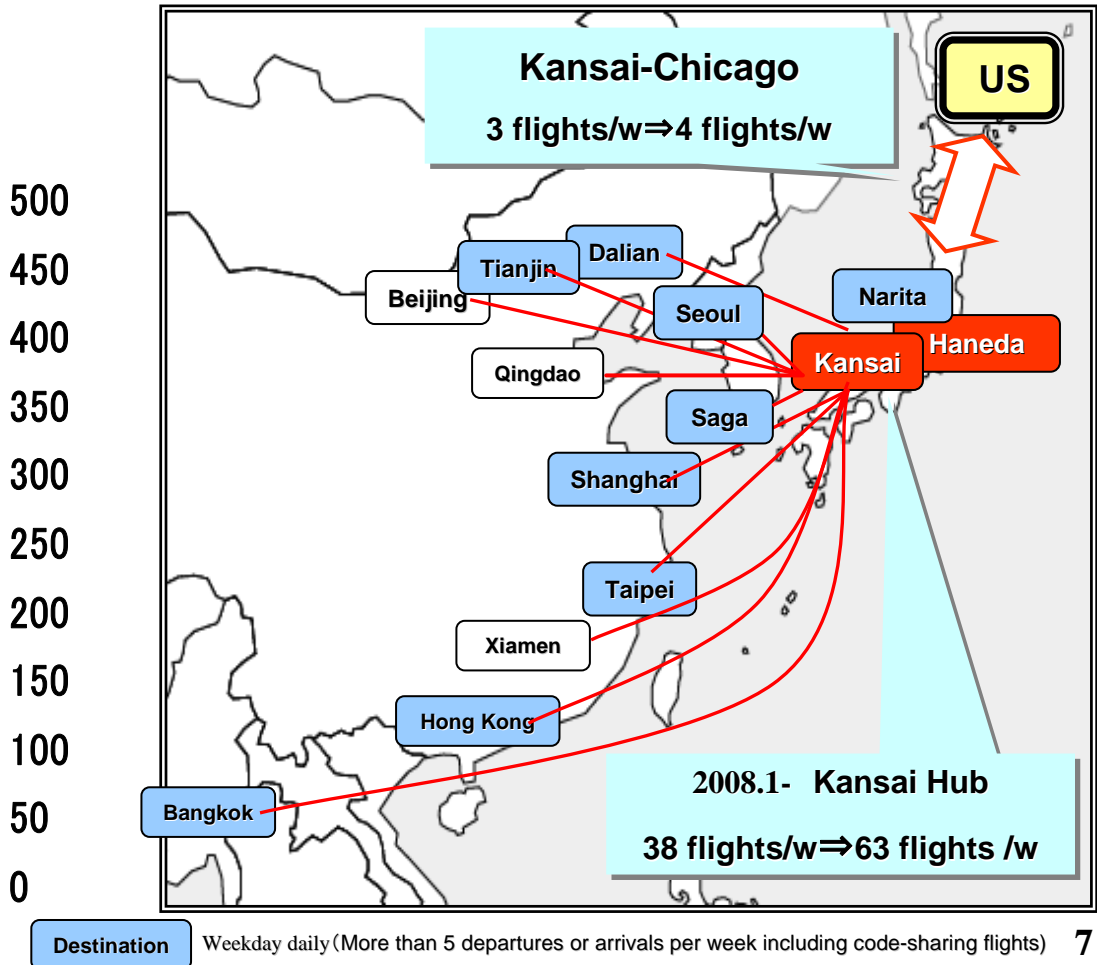 Kansai-Chicago
3 flights/w⇒4 flights/w
US
500
450
400
350
300
250
200
150
100
50
0
Dalian
Tianjin
Beijing
Seoul
Narita
Haneda
Kansai
Qingdao
Saga
Shanghai
Taipei
Xiamen
Hong Kong
Bangkok
2008.1- Kansai Hub
38 flights/w⇒63 flights /w
Destination
Weekday daily(More than 5 departures or arrivals per week including code-sharing flights)
7